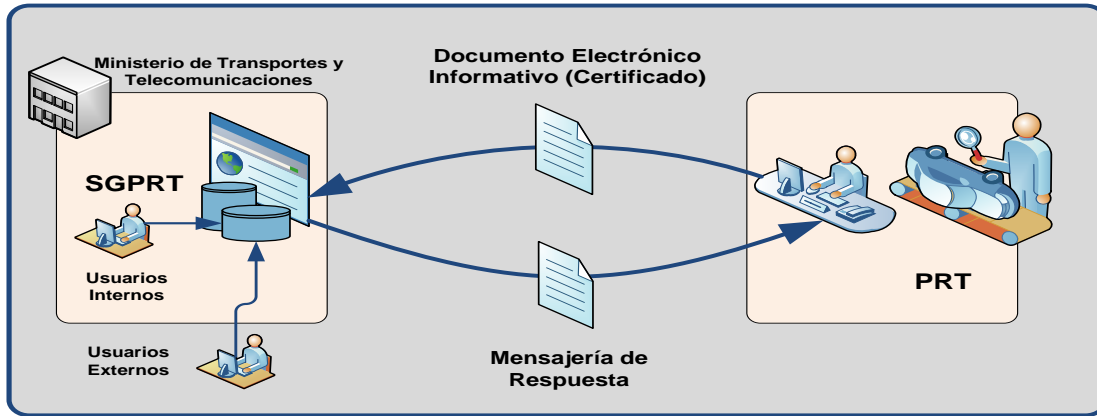 Ministerio de Transportes y
Telecomunicaciones
Documento Electrónico
Informativo (Certificado)
SGPRT
Usuarios
Internos
PRT
Usuarios
Externos
Mensajería de
Respuesta